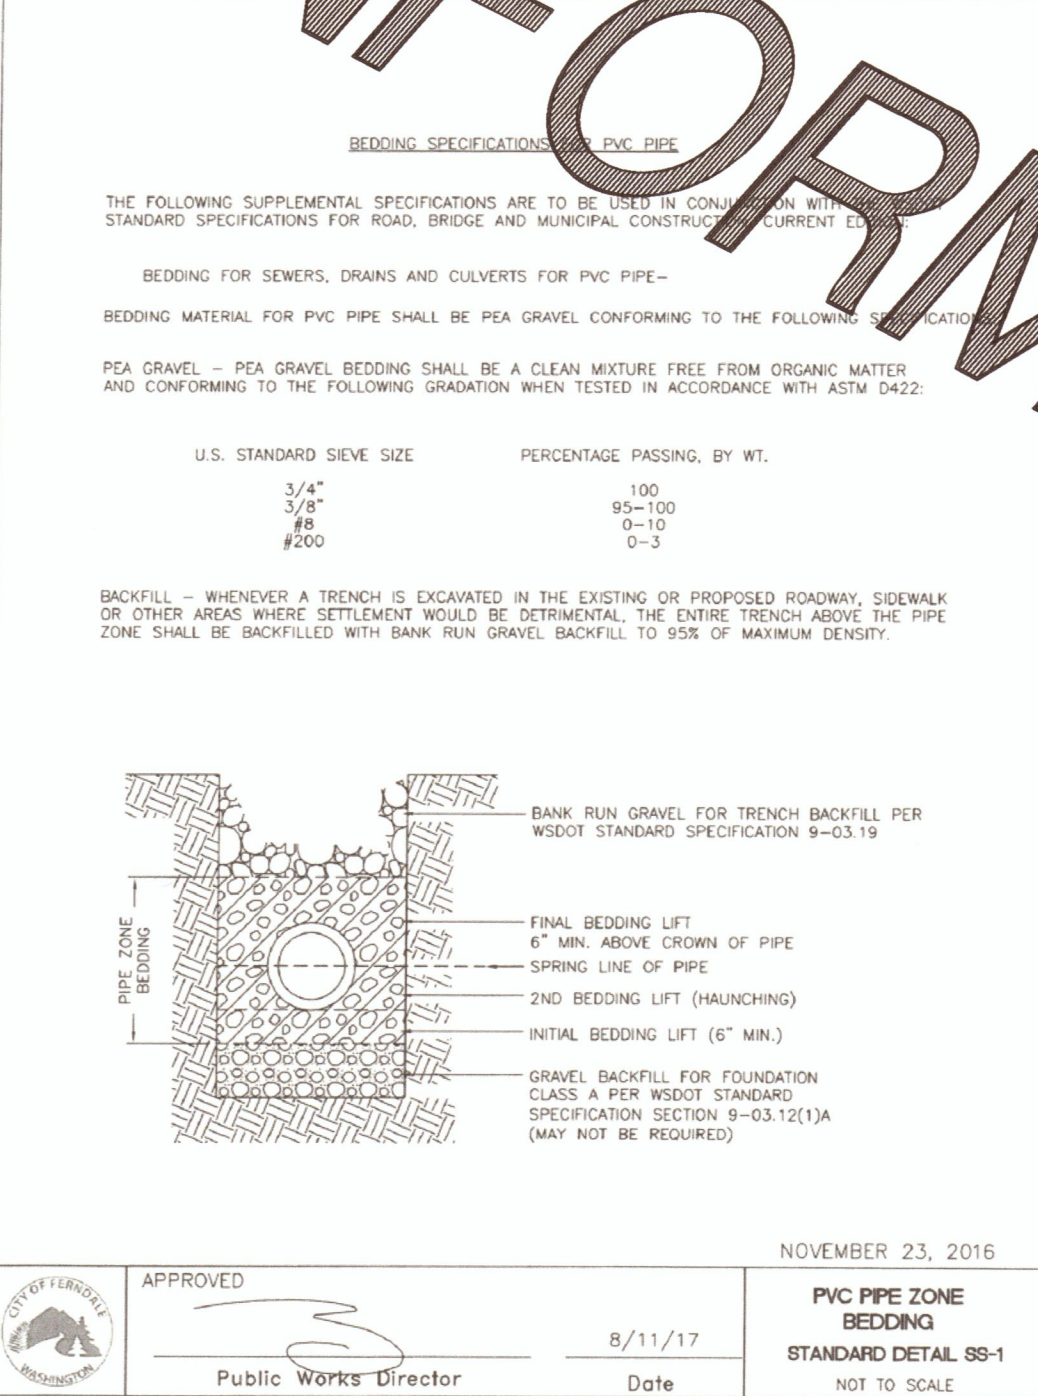 NFORM
BEDDING SPECIFICATIONS PVC PIPE
THE FOLLOWING SUPPLEMENTAL SPECIFICATIONS ARE TO BE USED IN CONJUNCTION WITH THE WSDOT
STANDARD SPECIFICATIONS FOR ROAD, BRIDGE AND MUNICIPAL CONSTRUCTION, CURRENT EDITION:
BEDDING FOR SEWERS, DRAINS AND CULVERTS FOR PVC PIPE–
BEDDING MATERIAL FOR PVC PIPE SHALL BE PEA GRAVEL CONFORMING TO THE FOLLOWING SPECIFICATIONS
PEA GRAVEL – PEA GRAVEL BEDDING SHALL BE A CLEAN MIXTURE FREE FROM ORGANIC MATTER
AND CONFORMING TO THE FOLLOWING GRADATION WHEN TESTED IN ACCORDANCE WITH ASTM D422:
U.S. STANDARD SIEVE SIZE PERCENTAGE PASSING, BY WT.
3/4" 100
3/8" 95–100
#8 0–10
#200 0–3
BACKFILL – WHENEVER A TRENCH IS EXCAVATED IN THE EXISTING OR PROPOSED ROADWAY, SIDEWALK
OR OTHER AREAS WHERE SETTLEMENT WOULD BE DETRIMENTAL, THE ENTIRE TRENCH ABOVE THE PIPE
ZONE SHALL BE BACKFILLED WITH BANK RUN GRAVEL BACKFILL TO 95% OF MAXIMUM DENSITY.
BANK RUN GRAVEL FOR TRENCH BACKFILL PER
WSDOT STANDARD SPECIFICATION 9–03.19
PIPE ZONE
BEDDING
FINAL BEDDING LIFT
6" MIN. ABOVE CROWN OF PIPE
SPRING LINE OF PIPE
2ND BEDDING LIFT (HAUNCHING)
INITIAL BEDDING LIFT (6" MIN.)
GRAVEL BACKFILL FOR FOUNDATION
CLASS A PER WSDOT STANDARD
SPECIFICATION SECTION 9–03.12(1)A
(MAY NOT BE REQUIRED)
NOVEMBER 23, 2016
CITY OF FERNDALE
WASHINGTON
APPROVED
8/11/17
Public Works Director
Date
PVC PIPE ZONE
BEDDING
STANDARD DETAIL SS-1
NOT TO SCALE